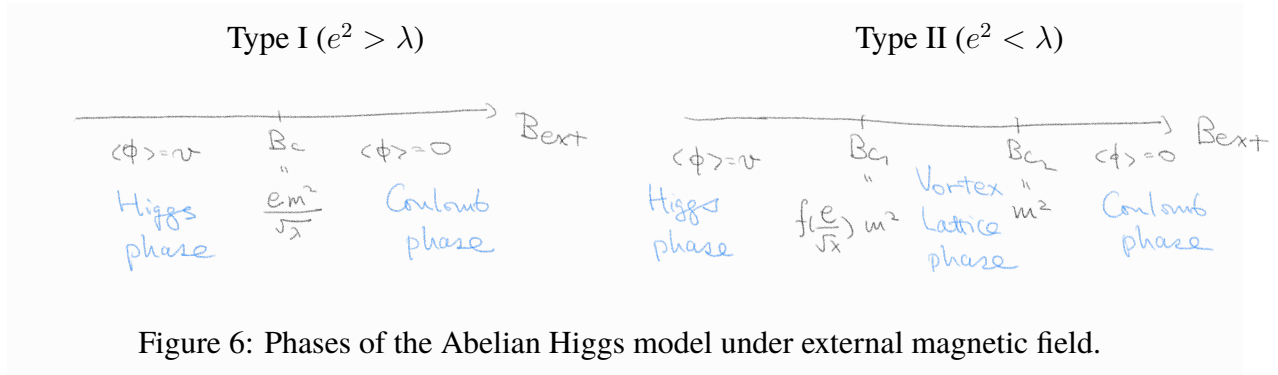 Type I (e² > λ)
Type II (e² < λ)
Bext
<φ>=v
Bc
"
em²/√λ
<φ>=0
Higgs
phase
Coulomb
phase
Bext
<φ>=v
Bc₁
"
f(e/√λ) m²
Bc₂
"
m²
<φ>=0
Higgs
phase
Vortex
Lattice
phase
Coulomb
phase
Figure 6: Phases of the Abelian Higgs model under external magnetic field.